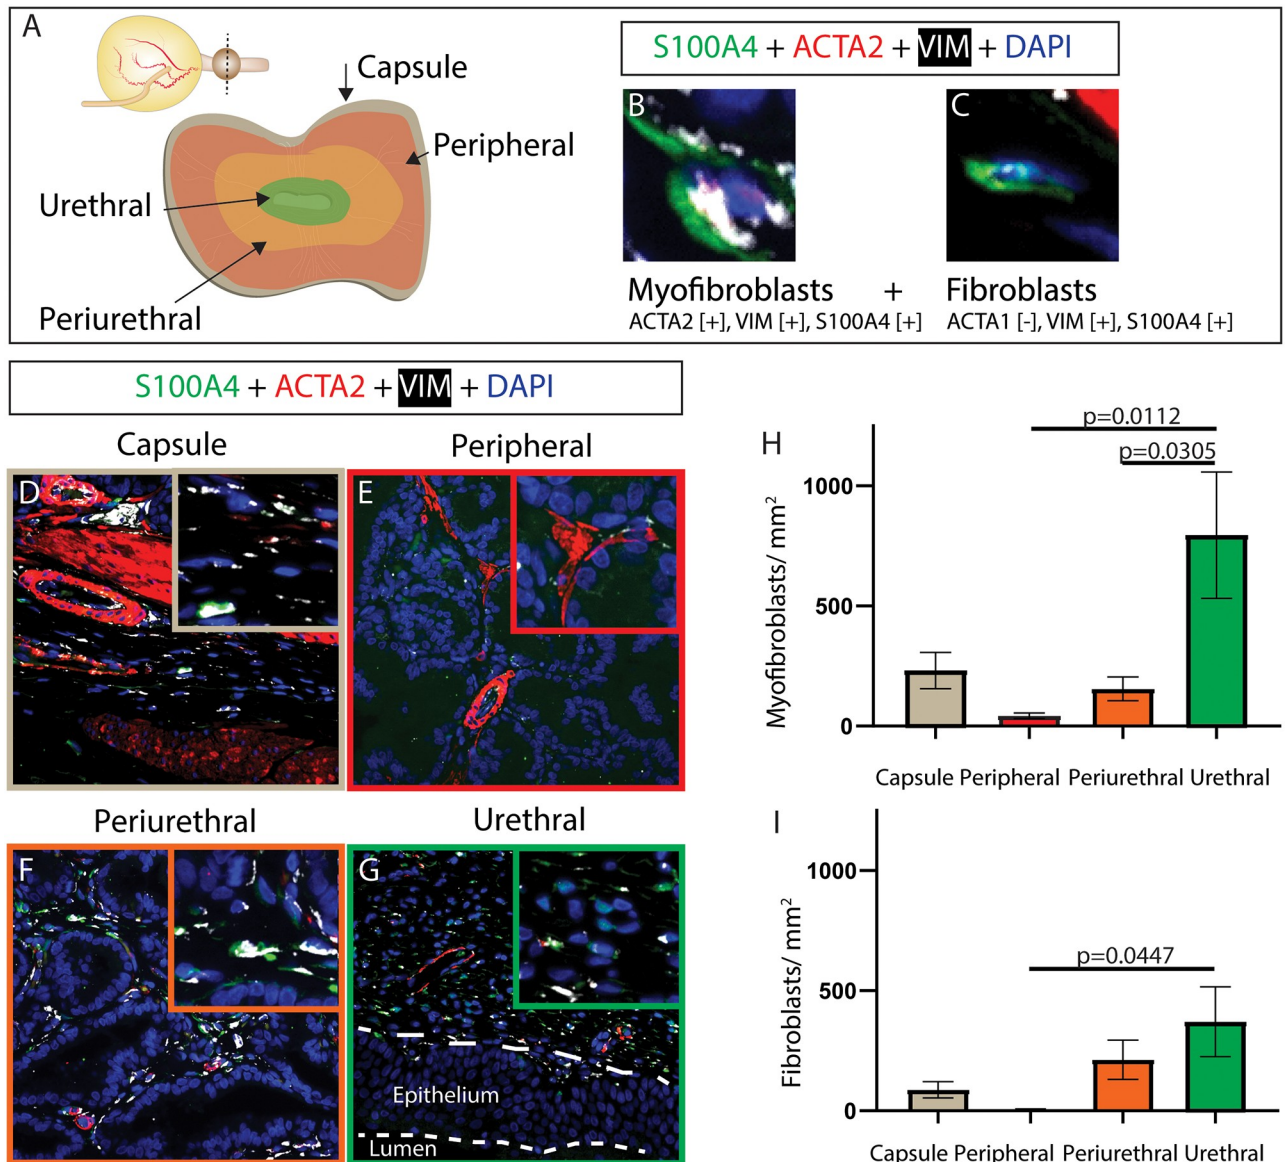 A
Capsule
Peripheral
Urethral
Periurethral
S100A4 + ACTA2 + VIM + DAPI
B
C
Myofibroblasts + Fibroblasts
ACTA2 [+], VIM [+], S100A4 [+] ACTA1 [-], VIM [+], S100A4 [+]
S100A4 + ACTA2 + VIM + DAPI
Capsule
Peripheral
D
E
Periurethral
Urethral
F
G
Epithelium
Lumen
H
p=0.0112
p=0.0305
Myofibroblasts/ mm²
1000
500
0
Capsule Peripheral Periurethral Urethral
I
p=0.0447
Fibroblasts/ mm²
1000
500
0
Capsule Peripheral Periurethral Urethral